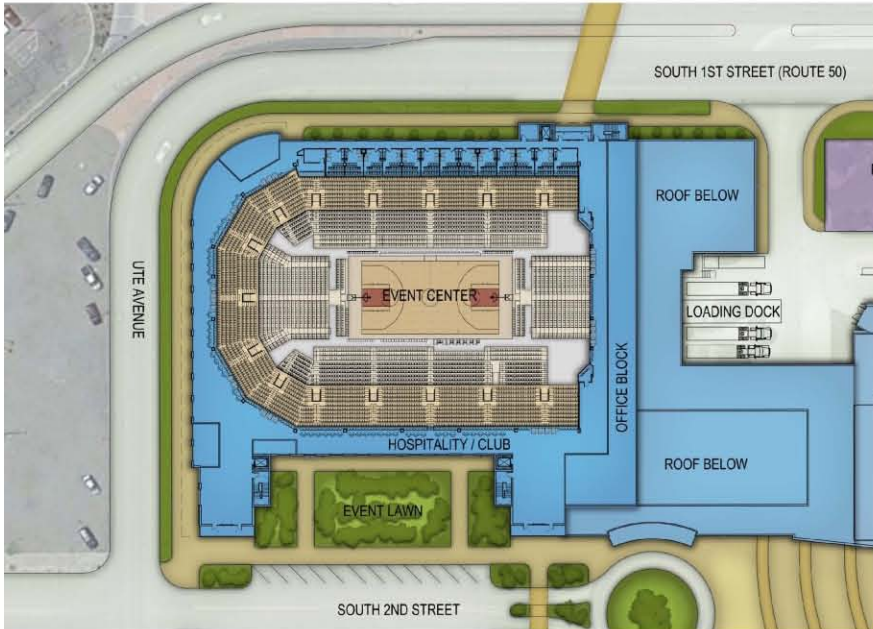 SOUTH 1ST STREET (ROUTE 50)
ROOF BELOW
UTE AVENUE
EVENT CENTER
LOADING DOCK
OFFICE BLOCK
HOSPITALITY / CLUB
ROOF BELOW
EVENT LAWN
SOUTH 2ND STREET